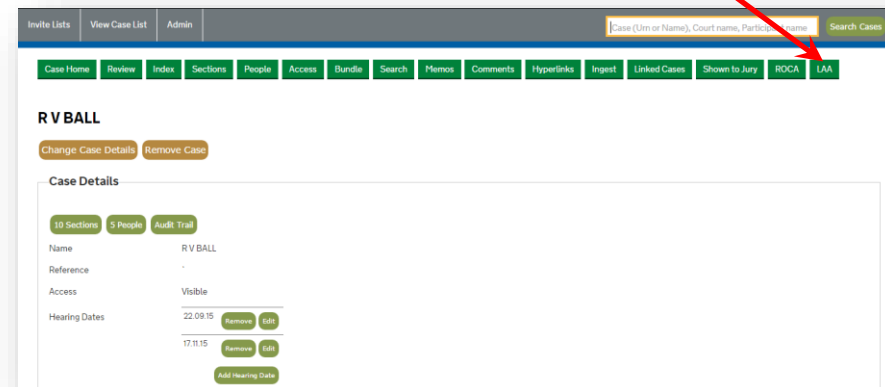 Invite Lists View Case List Admin Case (Urn or Name), Court name, Participant name Search Cases
Case Home Review Index Sections People Access Bundle Search Memos Comments Hyperlinks Ingest Linked Cases Shown to Jury ROCA LAA
R V BALL
Change Case Details Remove Case
Case Details
10 Sections 5 People Audit Trail
Name R V BALL
Reference -
Access Visible
Hearing Dates 22.09.15 Remove Edit
17.11.15 Remove Edit
Add Hearing Date